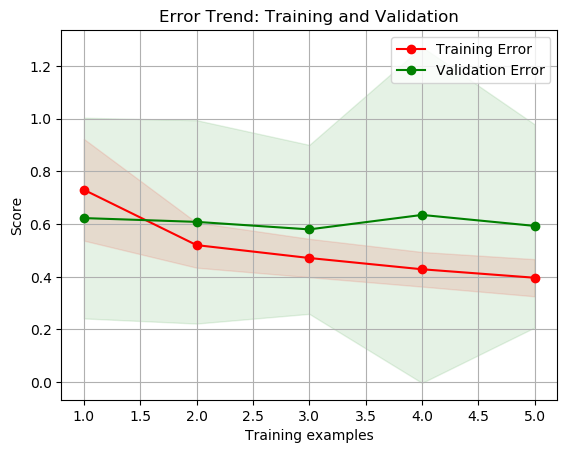 Error Trend: Training and Validation
Training Error
Validation Error
Score
1.2
1.0
0.8
0.6
0.4
0.2
0.0
1.0 1.5 2.0 2.5 3.0 3.5 4.0 4.5 5.0
Training examples